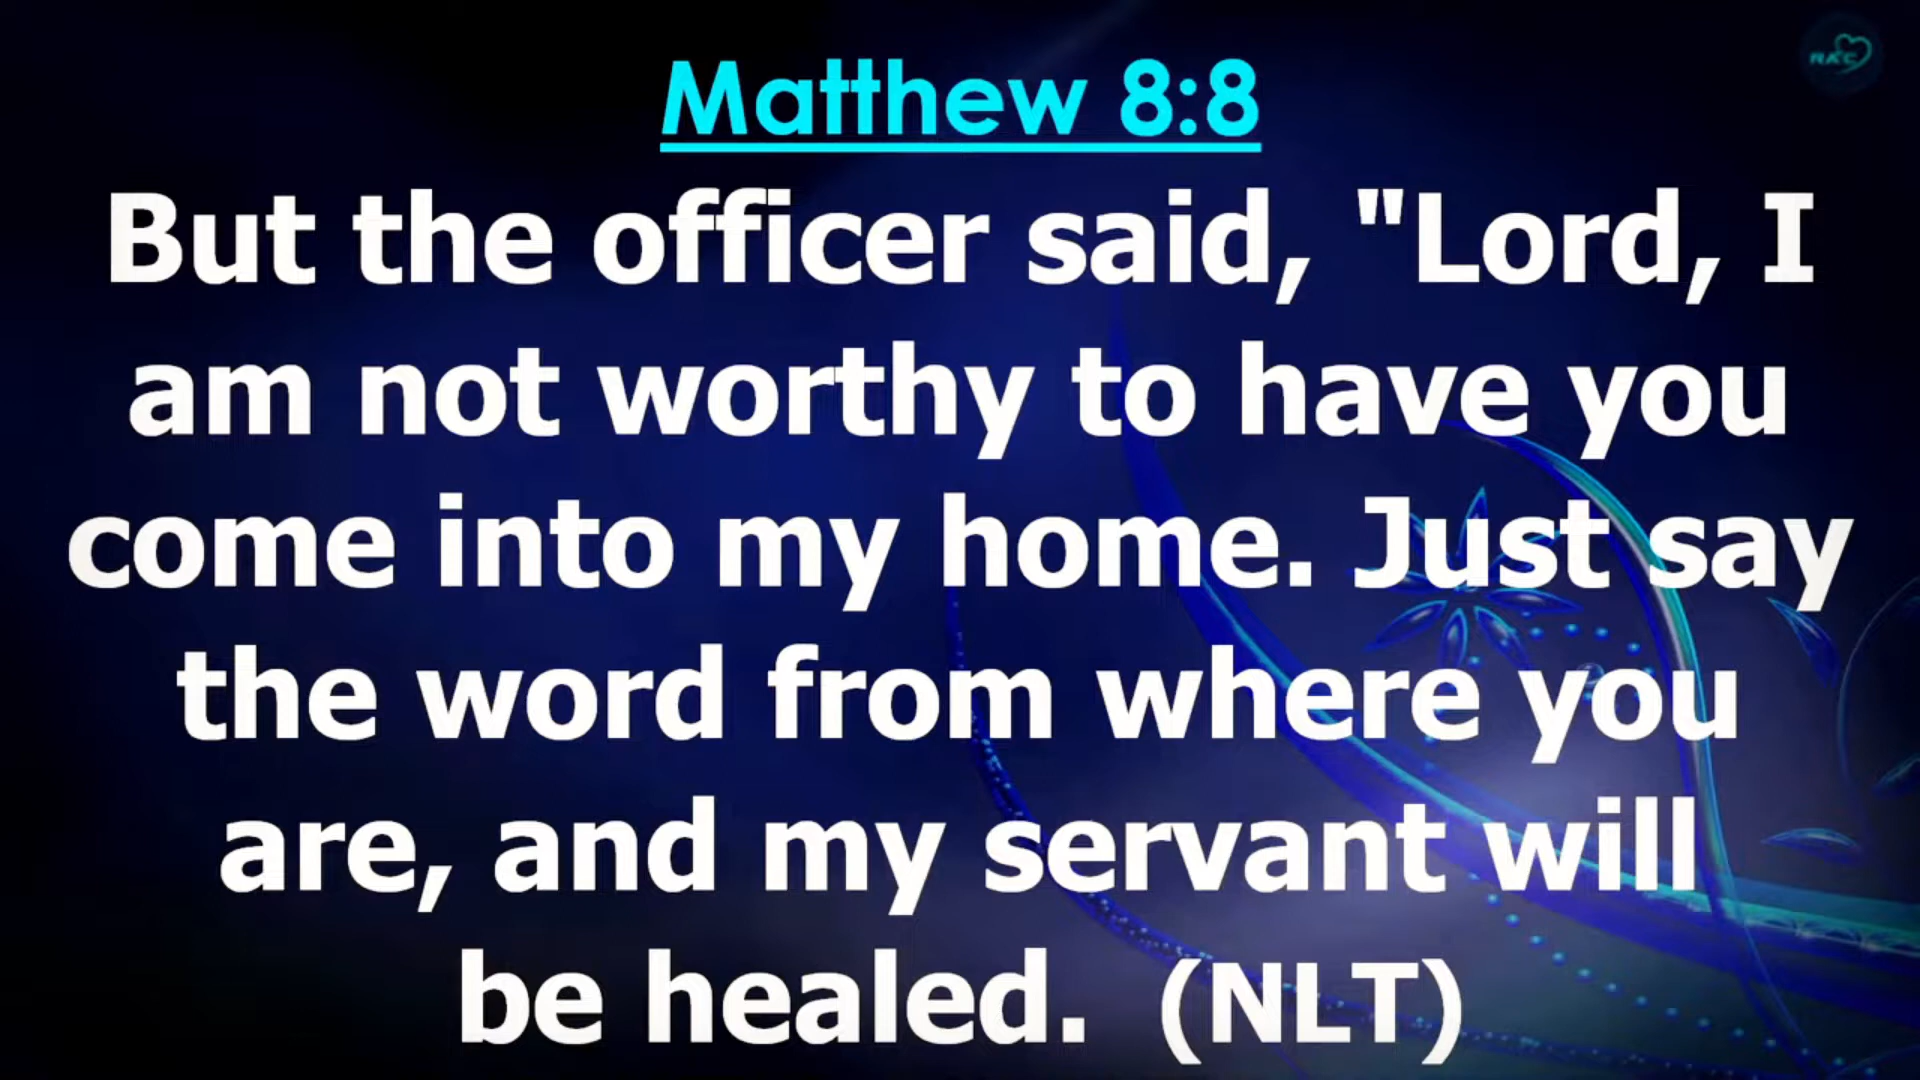 RAC
Matthew 8:8
But the officer said, "Lord, I
am not worthy to have you
come into my home. Just say
the word from where you
are, and my servant will
be healed. (NLT)